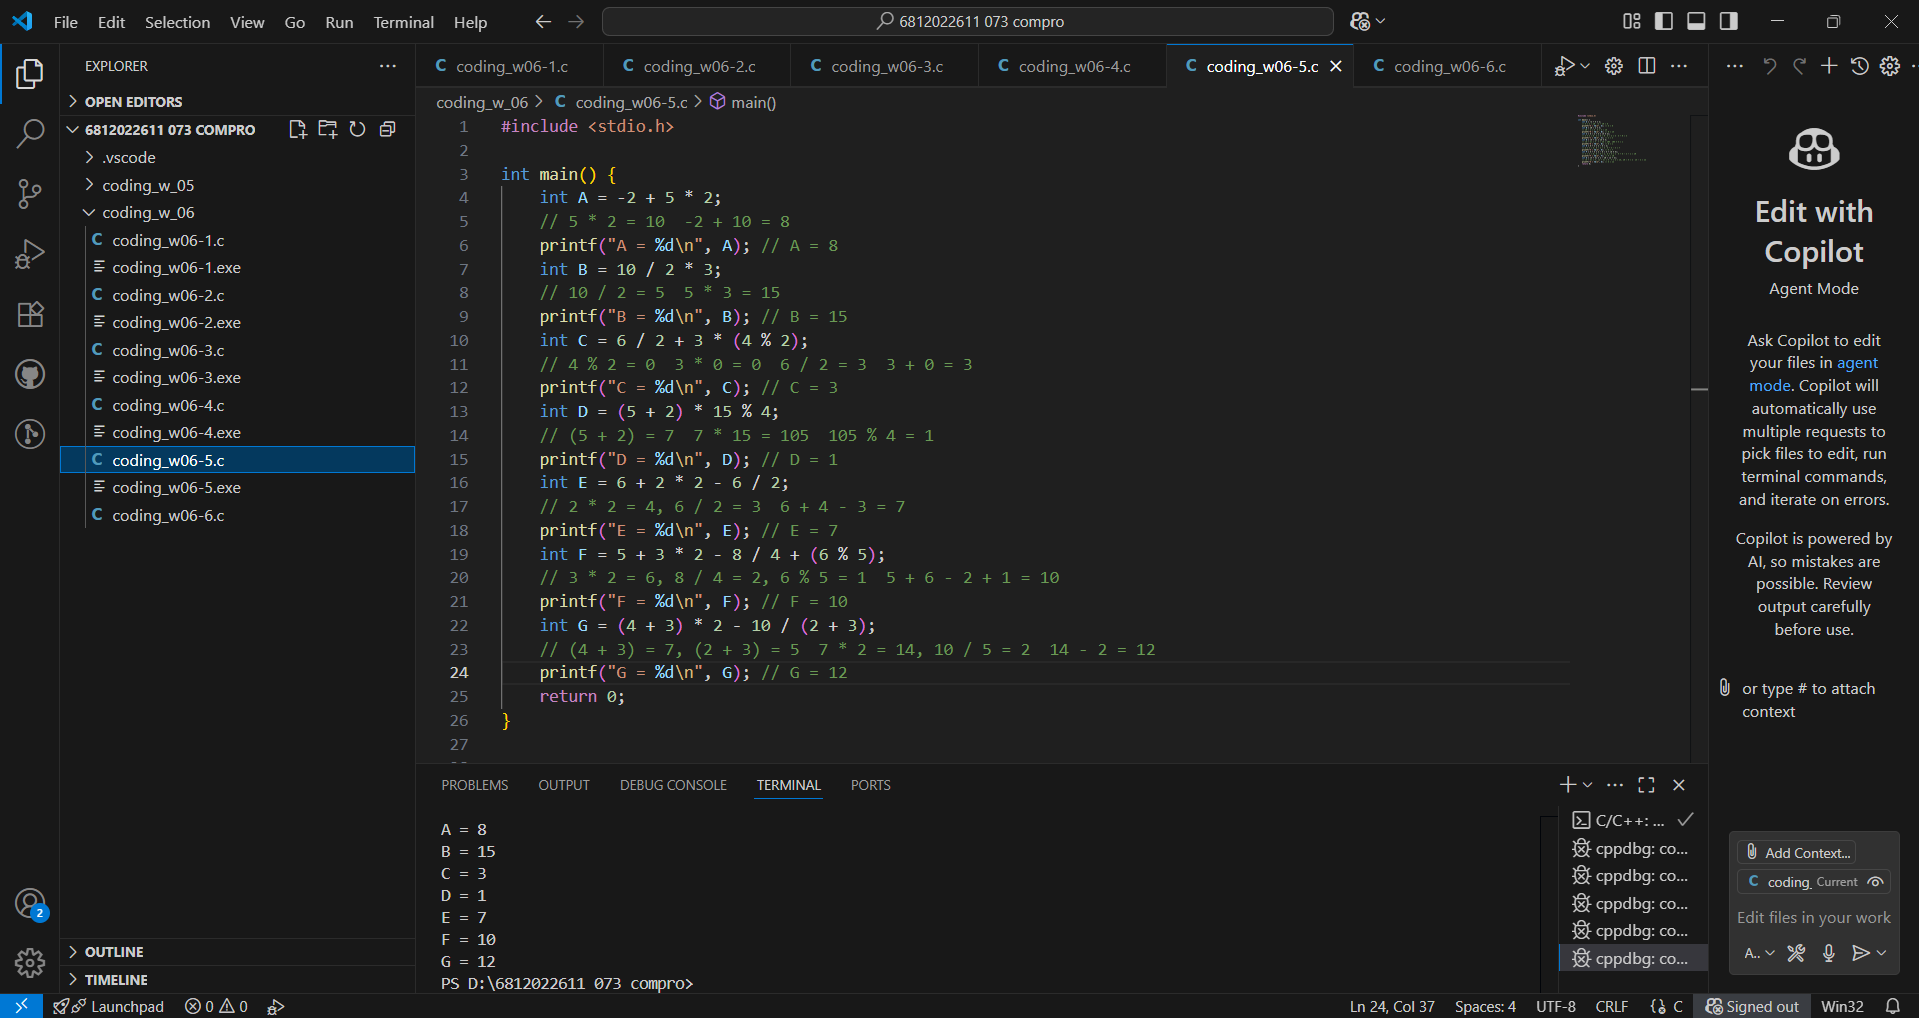 File Edit Selection View Go Run Terminal Help
6812022611 073 compro
EXPLORER
OPEN EDITORS
6812022611 073 COMPRO
.vscode
coding_w_05
coding_w_06
coding_w06-1.c
coding_w06-1.exe
coding_w06-2.c
coding_w06-2.exe
coding_w06-3.c
coding_w06-3.exe
coding_w06-4.c
coding_w06-4.exe
coding_w06-5.c
coding_w06-5.exe
coding_w06-6.c
OUTLINE
TIMELINE
2
coding_w06-1.c coding_w06-2.c coding_w06-3.c coding_w06-4.c coding_w06-5.c coding_w06-6.c
coding_w_06 > C coding_w06-5.c > main()
1 #include <stdio.h>
2
3 int main() {
4 int A = -2 + 5 * 2;
5 // 5 * 2 = 10  -2 + 10 = 8
6 printf("A = %d\n", A); // A = 8
7 int B = 10 / 2 * 3;
8 // 10 / 2 = 5  5 * 3 = 15
9 printf("B = %d\n", B); // B = 15
10 int C = 6 / 2 + 3 * (4 % 2);
11 // 4 % 2 = 0  3 * 0 = 0  6 / 2 = 3  3 + 0 = 3
12 printf("C = %d\n", C); // C = 3
13 int D = (5 + 2) * 15 % 4;
14 // (5 + 2) = 7  7 * 15 = 105  105 % 4 = 1
15 printf("D = %d\n", D); // D = 1
16 int E = 6 + 2 * 2 - 6 / 2;
17 // 2 * 2 = 4, 6 / 2 = 3  6 + 4 - 3 = 7
18 printf("E = %d\n", E); // E = 7
19 int F = 5 + 3 * 2 - 8 / 4 + (6 % 5);
20 // 3 * 2 = 6, 8 / 4 = 2, 6 % 5 = 1  5 + 6 - 2 + 1 = 10
21 printf("F = %d\n", F); // F = 10
22 int G = (4 + 3) * 2 - 10 / (2 + 3);
23 // (4 + 3) = 7, (2 + 3) = 5  7 * 2 = 14, 10 / 5 = 2  14 - 2 = 12
24 printf("G = %d\n", G); // G = 12
25 return 0;
26 }
27
PROBLEMS OUTPUT DEBUG CONSOLE TERMINAL PORTS
A = 8
B = 15
C = 3
D = 1
E = 7
F = 10
G = 12
PS D:\6812022611 073 compro>
C/C++: ...
cppdbg: co...
cppdbg: co...
cppdbg: co...
cppdbg: co...
cppdbg: co...
Edit with
Copilot
Agent Mode
Ask Copilot to edit
your files in agent
mode. Copilot will
automatically use
multiple requests to
pick files to edit, run
terminal commands,
and iterate on errors.
Copilot is powered by
AI, so mistakes are
possible. Review
output carefully
before use.
or type # to attach
context
Add Context...
C coding_ Current
Edit files in your work
A..
Launchpad 0 0
Ln 24, Col 37 Spaces: 4 UTF-8 CRLF {} C Signed out Win32